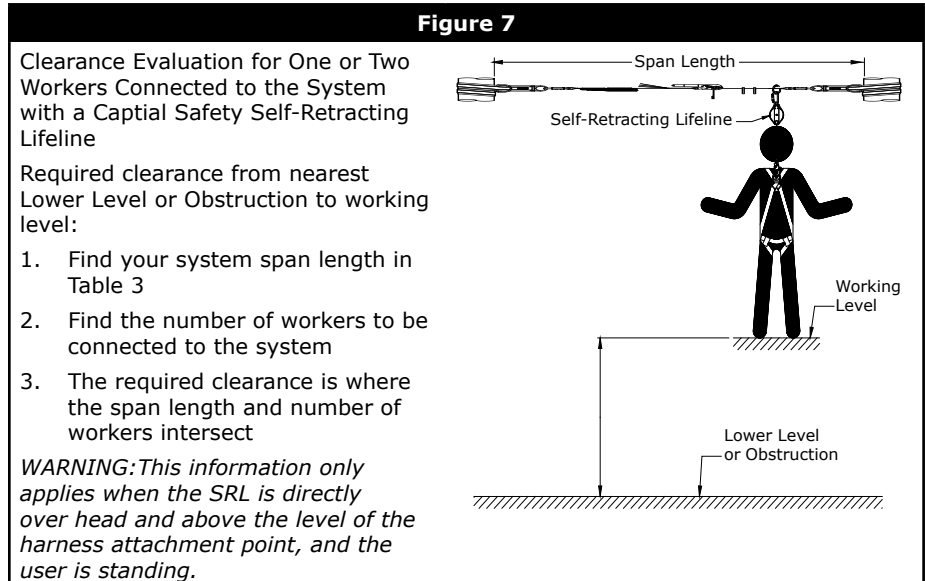 Figure 7
Clearance Evaluation for One or Two
Workers Connected to the System
with a Captial Safety Self-Retracting
Lifeline
Required clearance from nearest
Lower Level or Obstruction to working
level:
1. Find your system span length in
Table 3
2. Find the number of workers to be
connected to the system
3. The required clearance is where
the span length and number of
workers intersect
WARNING:This information only
applies when the SRL is directly
over head and above the level of the
harness attachment point, and the
user is standing.
Span Length
Self-Retracting Lifeline
Working
Level
Lower Level
or Obstruction